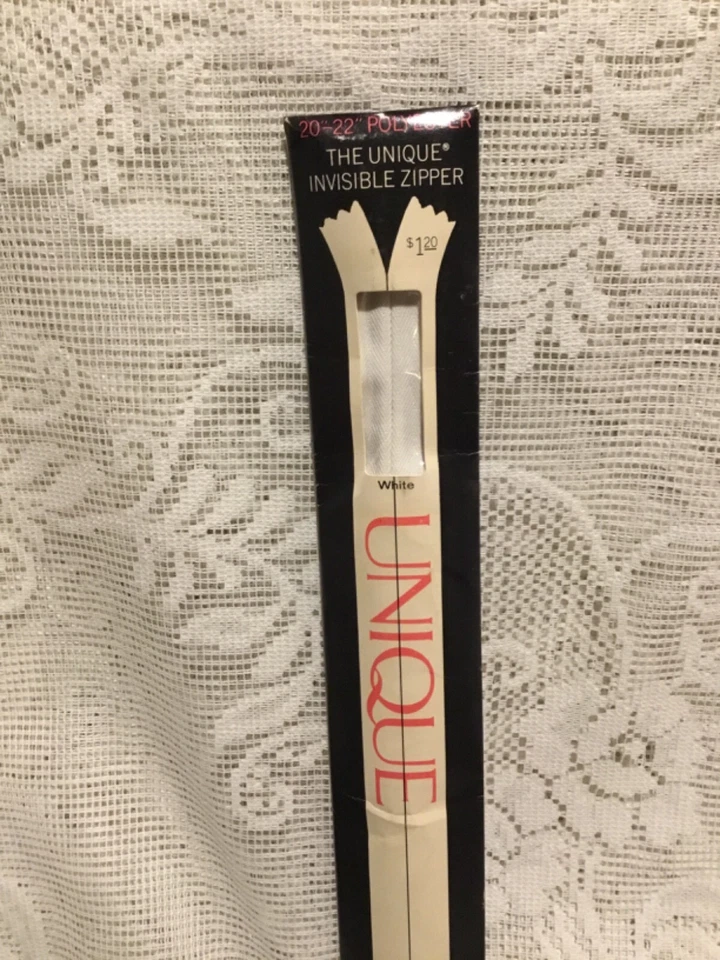 20"-22" POLYESTER
THE UNIQUE®
INVISIBLE ZIPPER
$1.20
White
UNIQUE